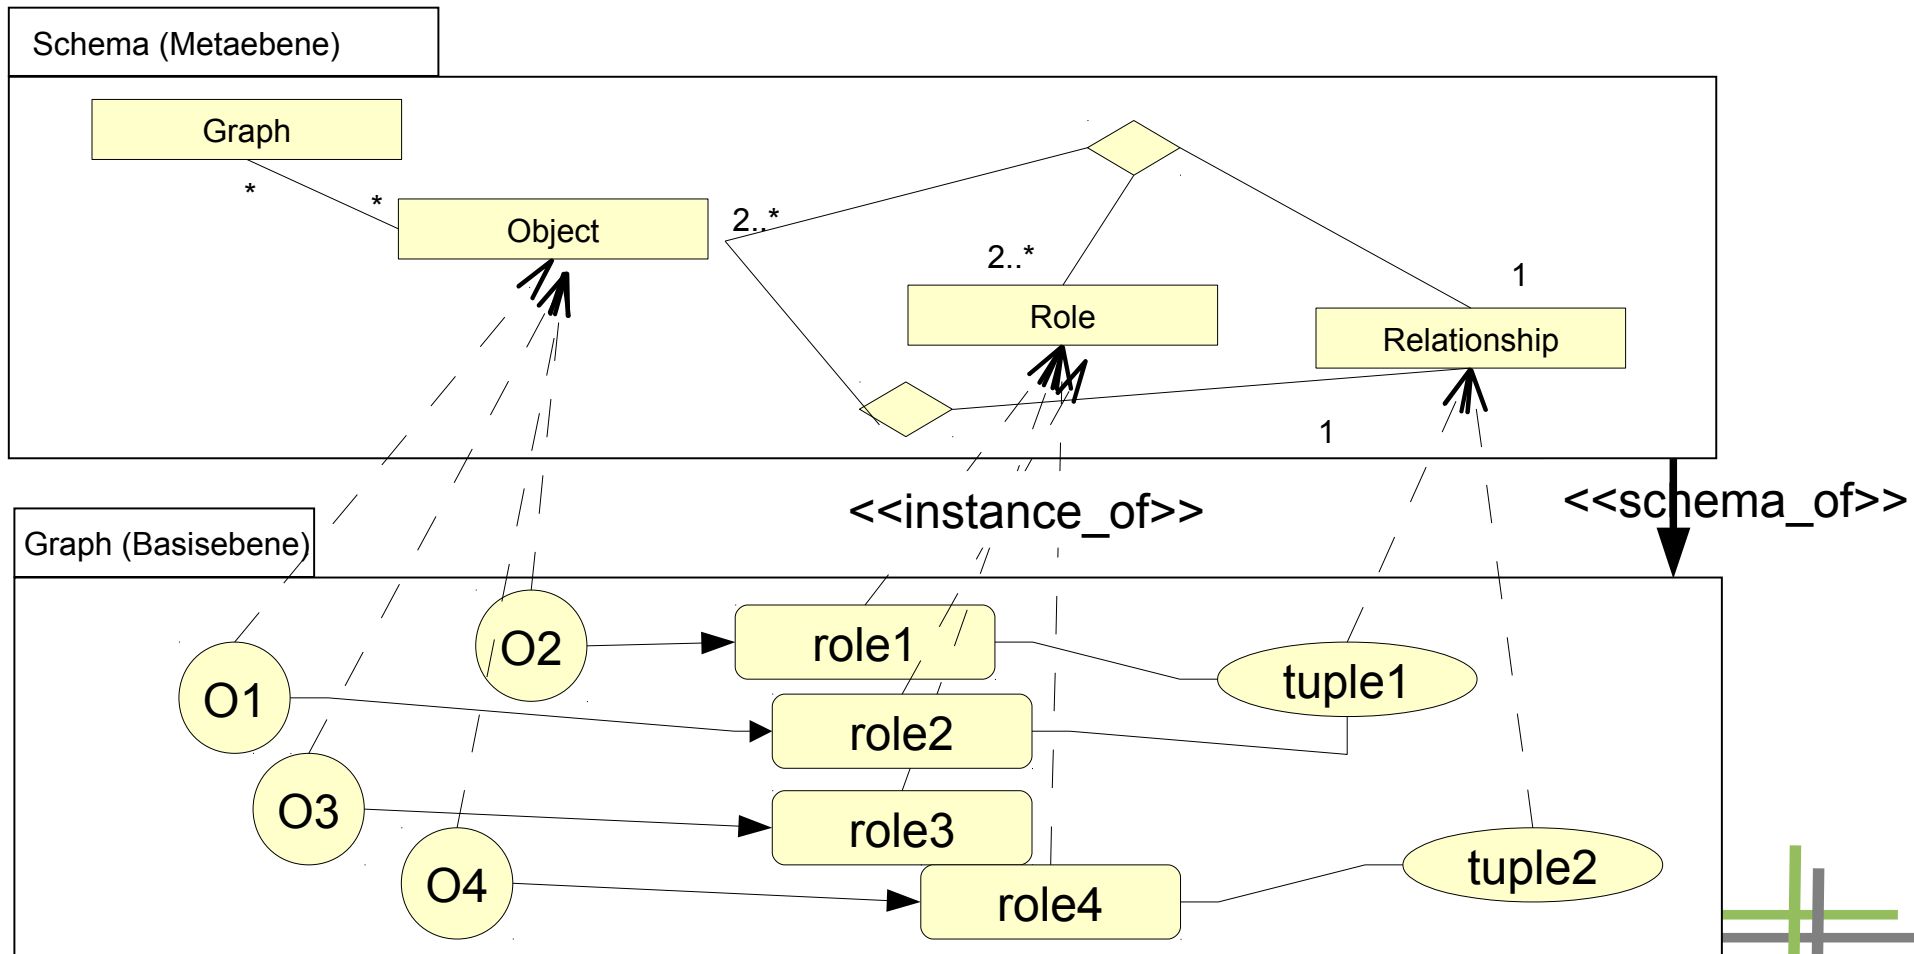 Schema (Metaebene)
Graph
*
*
Object
2..*
2..*
1
Role
Relationship
1
<<instance_of>>
<<schema_of>>
Graph (Basisebene)
O2
role1
O1
tuple1
role2
O3
role3
O4
role4
tuple2